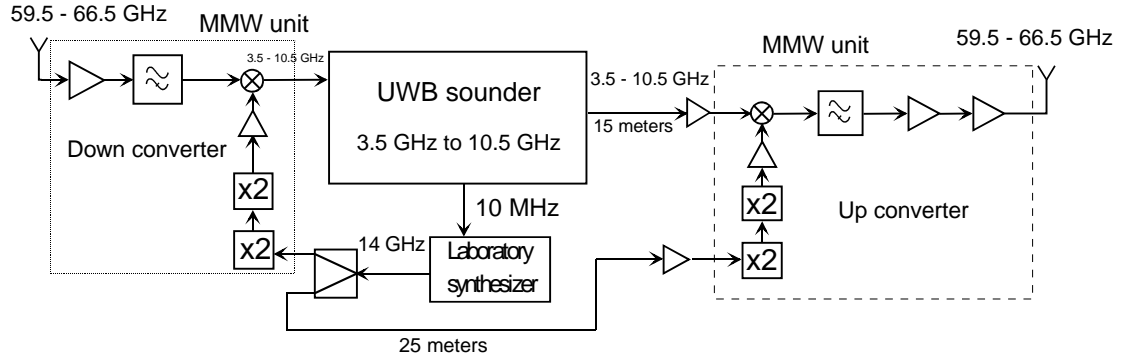 59.5 - 66.5 GHz
MMW unit
3.5 - 10.5 GHz
Down converter
x2
x2
UWB sounder
3.5 GHz to 10.5 GHz
10 MHz
14 GHz
Laboratory
synthesizer
25 meters
3.5 - 10.5 GHz
15 meters
MMW unit
59.5 - 66.5 GHz
x2
x2
Up converter